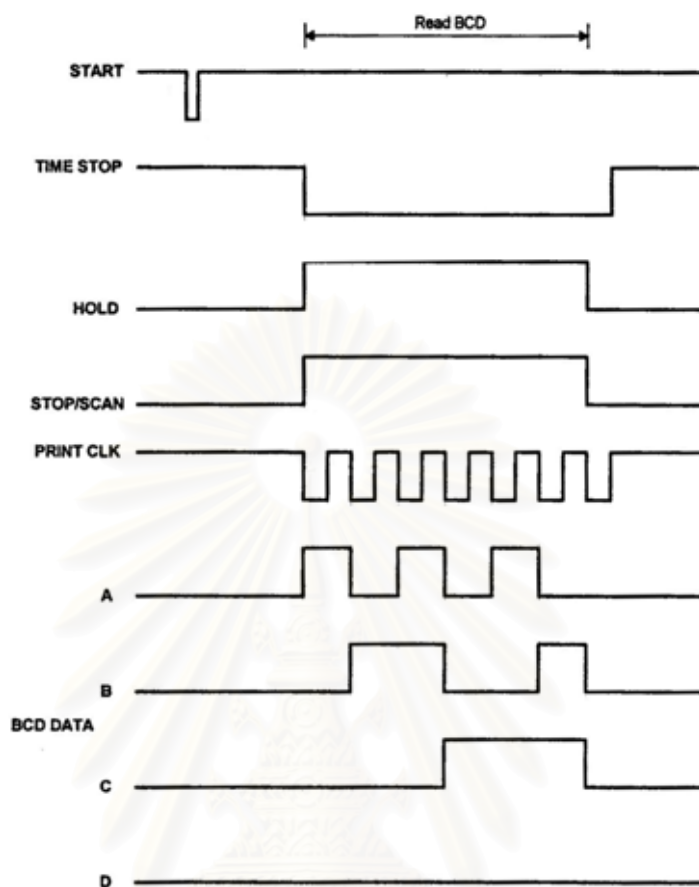 Read BCD
START
TIME STOP
HOLD
STOP/SCAN
PRINT CLK
A
B
BCD DATA
C
D